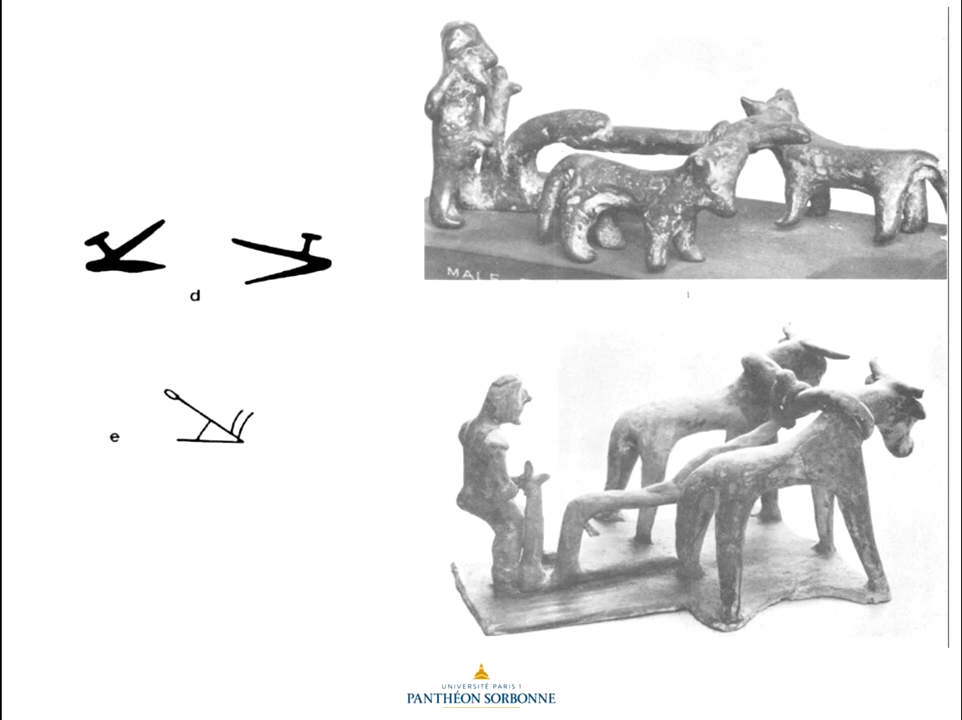 MALE
d
e
UNIVERSITÉ PARIS 1
PANTHÉON SORBONNE